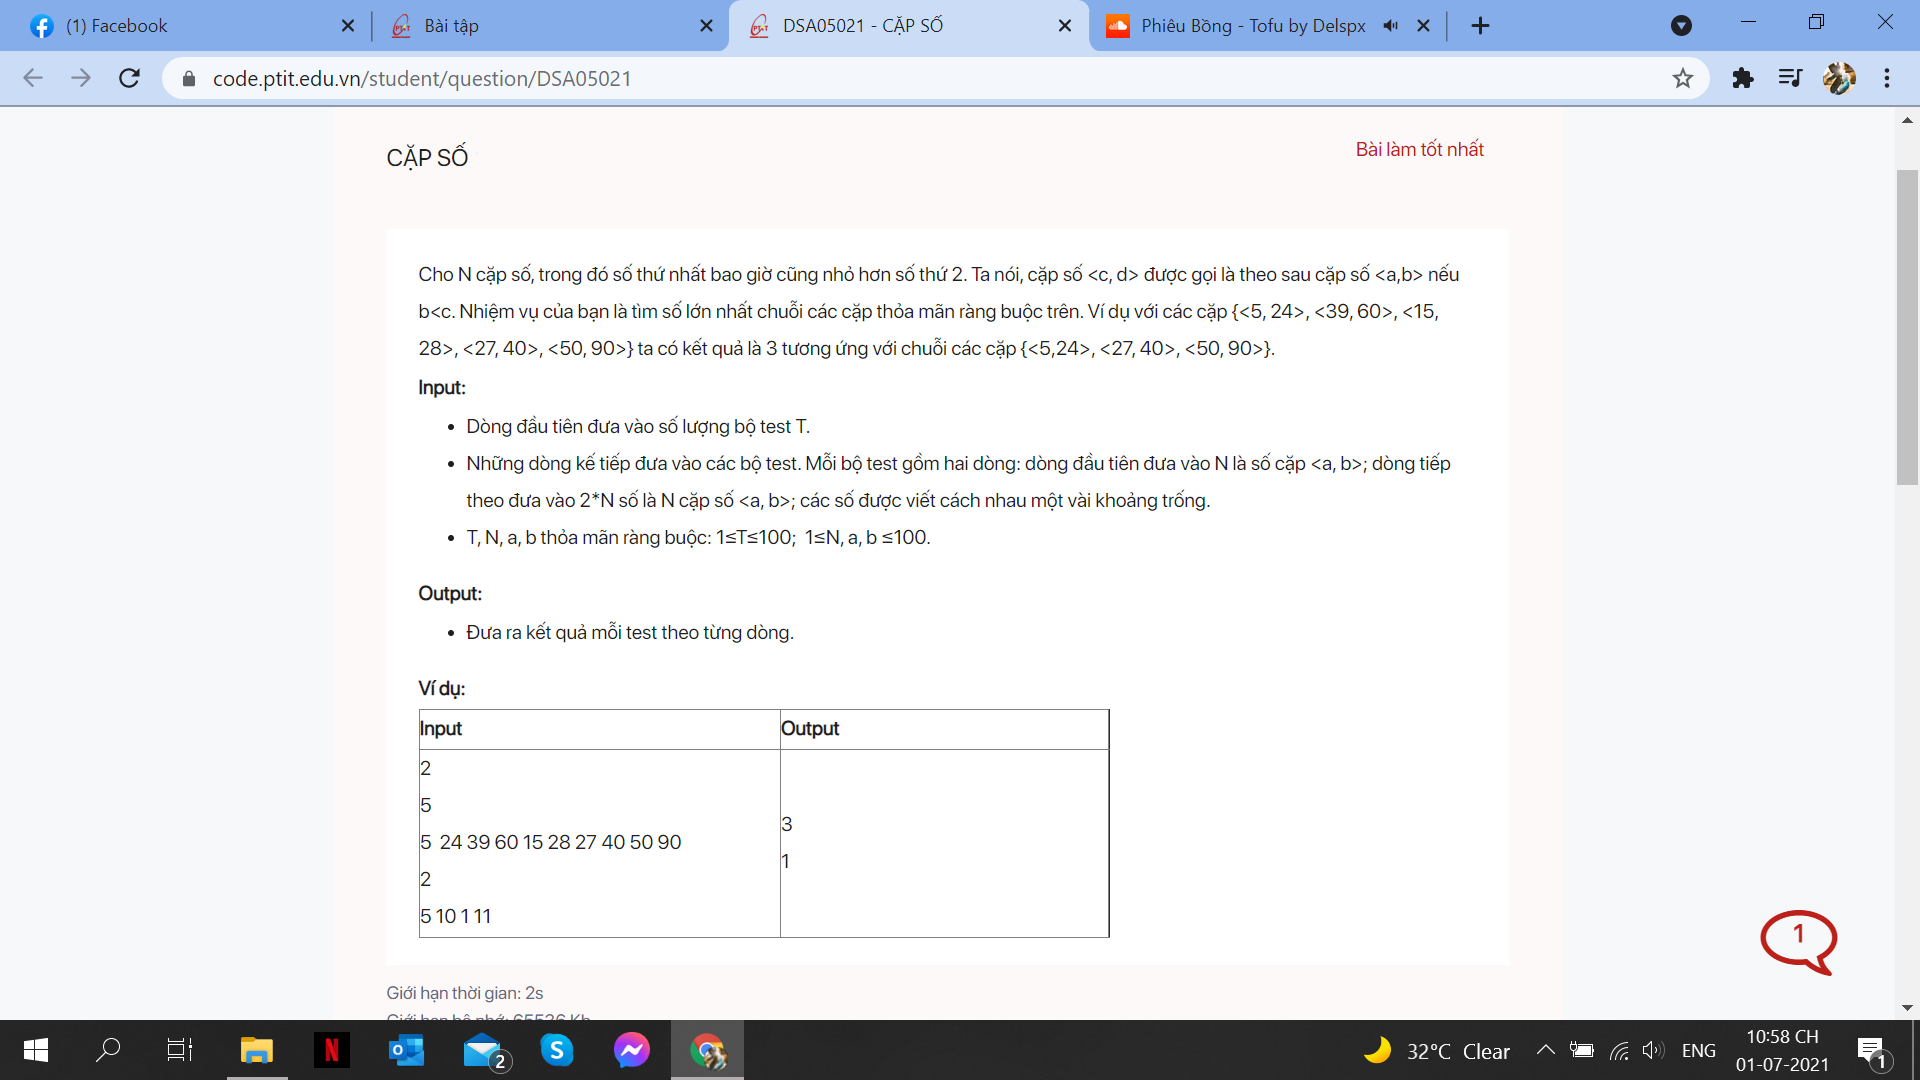 (1) Facebook
Bài tập
DSA05021 - CẶP SỐ
Phiêu Bồng - Tofu by Delspx
code.ptit.edu.vn/student/question/DSA05021
CẶP SỐ
Bài làm tốt nhất
Cho N cặp số, trong đó số thứ nhất bao giờ cũng nhỏ hơn số thứ 2. Ta nói, cặp số <c, d> được gọi là theo sau cặp số <a,b> nếu
b<c. Nhiệm vụ của bạn là tìm số lớn nhất chuỗi các cặp thỏa mãn ràng buộc trên. Ví dụ với các cặp {<5, 24>, <39, 60>, <15,
28>, <27, 40>, <50, 90>} ta có kết quả là 3 tương ứng với chuỗi các cặp {<5,24>, <27, 40>, <50, 90>}.
Input:
• Dòng đầu tiên đưa vào số lượng bộ test T.
• Những dòng kế tiếp đưa vào các bộ test. Mỗi bộ test gồm hai dòng: dòng đầu tiên đưa vào N là số cặp <a, b>; dòng tiếp
theo đưa vào 2*N số là N cặp số <a, b>; các số được viết cách nhau một vài khoảng trống.
• T, N, a, b thỏa mãn ràng buộc: 1≤T≤100;  1≤N, a, b ≤100.
Output:
• Đưa ra kết quả mỗi test theo từng dòng.
Ví dụ:
Input Output
2
5
5  24 39 60 15 28 27 40 50 90
2
5 10 1 11
3
1
1
Giới hạn thời gian: 2s
Giới hạn bộ nhớ: 65536 Kb
N
2
32°C Clear
ENG
10:58 CH
01-07-2021
1